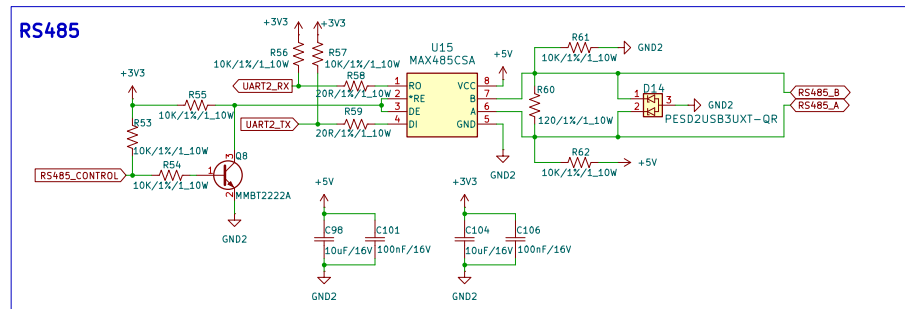 RS485
+3V3
+3V3
R56
10K/1%/1_10W
R57
10K/1%/1_10W
U15
MAX485CSA
+5V
R61
10K/1%/1_10W
GND2
+3V3
R55
10K/1%/1_10W
UART2_RX
R58
20R/1%/1_10W
1 RO
2 *RE
3 DE
4 DI
VCC 8
B 7
A 6
GND 5
R60
120/1%/1_10W
D14
1
2
3
GND2
PESD2USB3UXT-QR
RS485_B
RS485_A
UART2_TX
R59
20R/1%/1_10W
R53
10K/1%/1_10W
RS485_CONTROL
R54
10K/1%/1_10W
Q8
3
1
2
MMBT2222A
GND2
GND2
R62
10K/1%/1_10W
+5V
+5V
C98
10uF/16V
C101
100nF/16V
GND2
+3V3
C104
10uF/16V
C106
100nF/16V
GND2